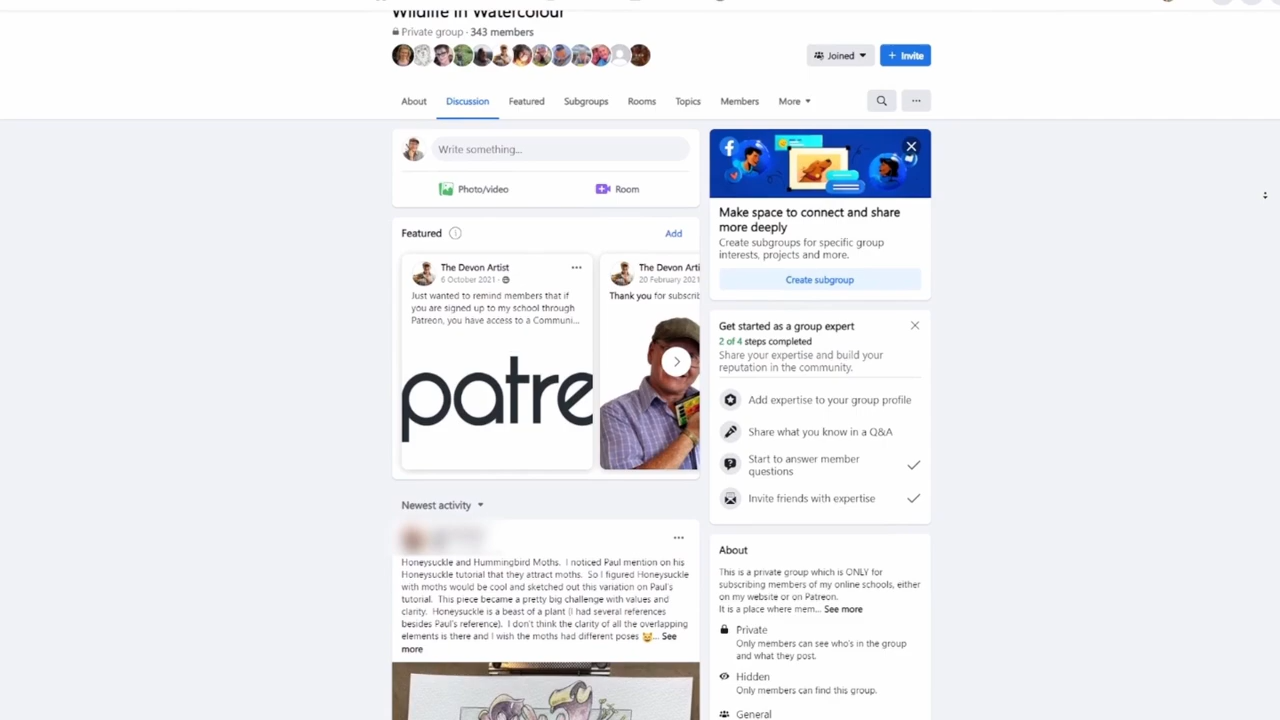 Wildlife in Watercolour
Private group · 343 members
Joined
+ Invite
About
Discussion
Featured
Subgroups
Rooms
Topics
Members
More
Write something...
Photo/video
Room
Featured
Add
The Devon Artist
6 October 2021 ·
Just wanted to remind members that if
you are signed up to my school through
Patreon, you have access to a Communi...
patre
The Devon Arti
20 February 2021
Thank you for subscrib
Newest activity
Honeysuckle and Hummingbird Moths. I noticed Paul mention on his
Honeysuckle tutorial that they attract moths. So I figured Honeysuckle
with moths would be cool and sketched out this variation on Paul's
tutorial. This piece became a pretty big challenge with values and
clarity. Honeysuckle is a beast of a plant (I had several references
besides Paul's reference). I don't think the clarity of all the overlapping
elements is there and I wish the moths had different poses 😹... See
more
Make space to connect and share
more deeply
Create subgroups for specific group
interests, projects and more.
Create subgroup
Get started as a group expert
2 of 4 steps completed
Share your expertise and build your
reputation in the community.
Add expertise to your group profile
Share what you know in a Q&A
Start to answer member
questions
Invite friends with expertise
About
This is a private group which is ONLY for
subscribing members of my online schools, either
on my website or on Patreon.
It is a place where mem... See more
Private
Only members can see who's in the group
and what they post.
Hidden
Only members can find this group.
General